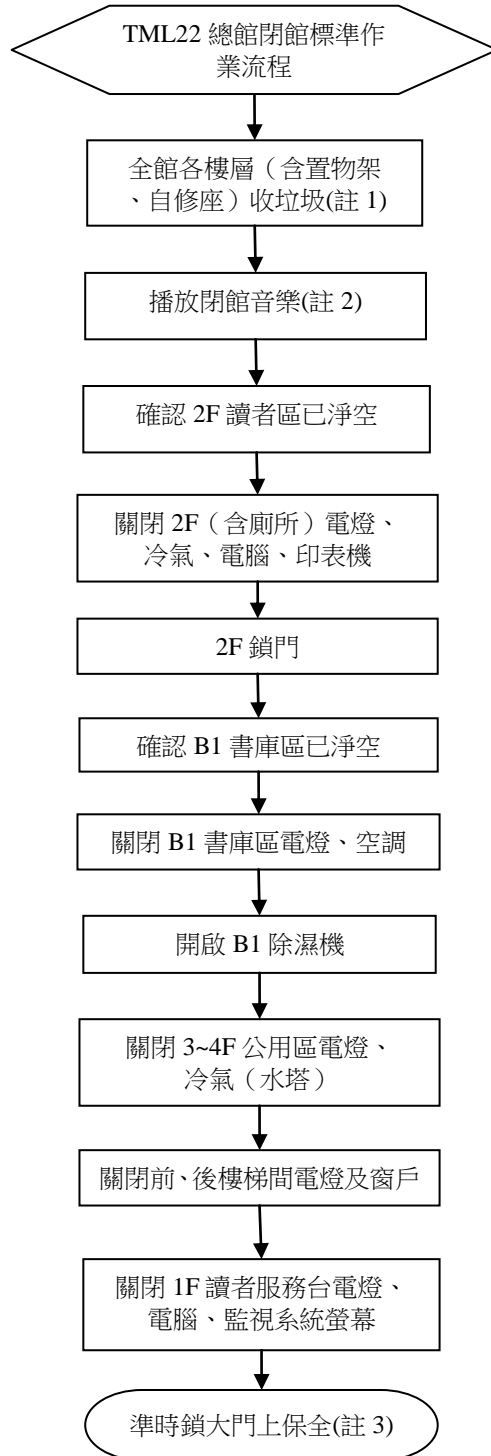 TML22 總館閉館標準作
業流程
全館各樓層（含置物架
、自修座）收垃圾(註 1)
播放閉館音樂(註 2)
確認 2F 讀者區已淨空
關閉 2F（含廁所）電燈、
冷氣、電腦、印表機
2F 鎖門
確認 B1 書庫區已淨空
關閉 B1 書庫區電燈、空調
開啟 B1 除濕機
關閉 3~4F 公用區電燈、
冷氣（水塔）
關閉前、後樓梯間電燈及窗戶
關閉 1F 讀者服務台電燈、
電腦、監視系統螢幕
準時鎖大門上保全(註 3)